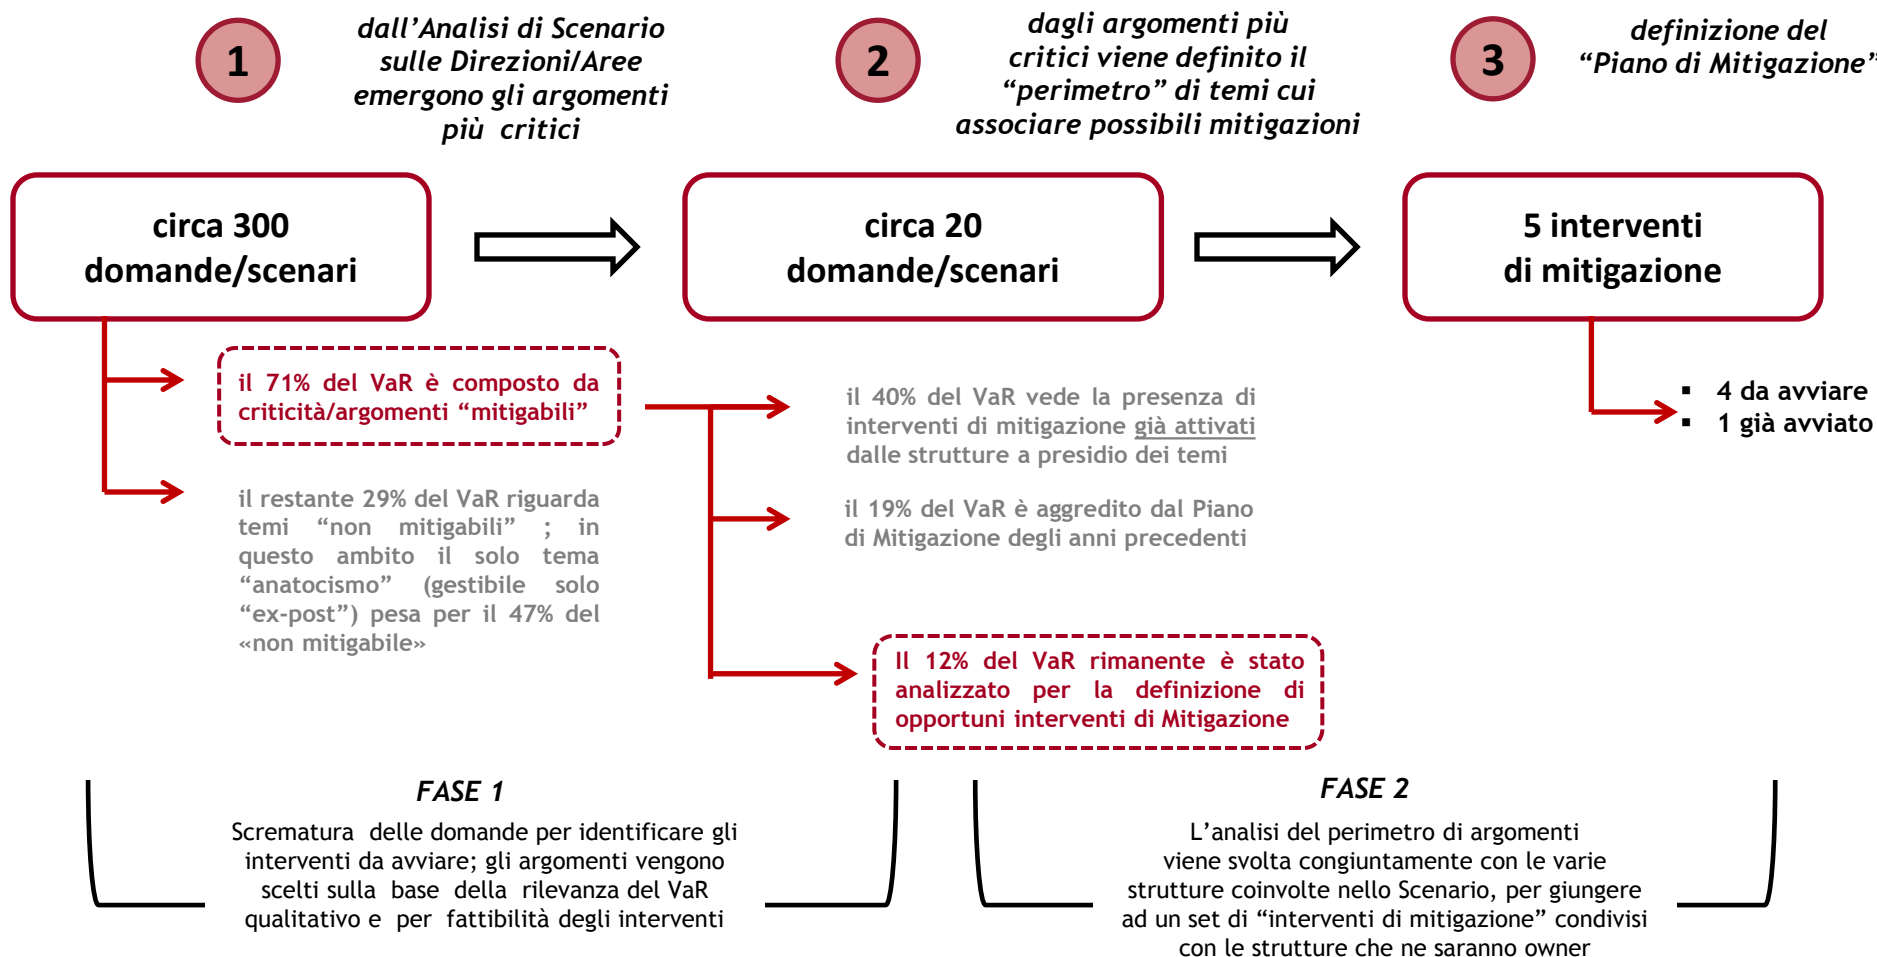 1
dall’Analisi di Scenario
sulle Direzioni/Aree
emergono gli argomenti
più critici
2
dagli argomenti più
critici viene definito il
“perimetro” di temi cui
associare possibili mitigazioni
3
definizione del
“Piano di Mitigazione”
circa 300
domande/scenari
circa 20
domande/scenari
5 interventi
di mitigazione
il 71% del VaR è composto da
criticità/argomenti “mitigabili”
il restante 29% del VaR riguarda
temi “non mitigabili” ; in
questo ambito il solo tema
“anatocismo” (gestibile solo
“ex-post”) pesa per il 47% del
«non mitigabile»
il 40% del VaR vede la presenza di
interventi di mitigazione già attivati
dalle strutture a presidio dei temi
il 19% del VaR è aggredito dal Piano
di Mitigazione degli anni precedenti
Il 12% del VaR rimanente è stato
analizzato per la definizione di
opportuni interventi di Mitigazione
▪ 4 da avviare
▪ 1 già avviato
FASE 1
Scrematura delle domande per identificare gli
interventi da avviare; gli argomenti vengono
scelti sulla base della rilevanza del VaR
qualitativo e per fattibilità degli interventi
FASE 2
L’analisi del perimetro di argomenti
viene svolta congiuntamente con le varie
strutture coinvolte nello Scenario, per giungere
ad un set di “interventi di mitigazione” condivisi
con le strutture che ne saranno owner